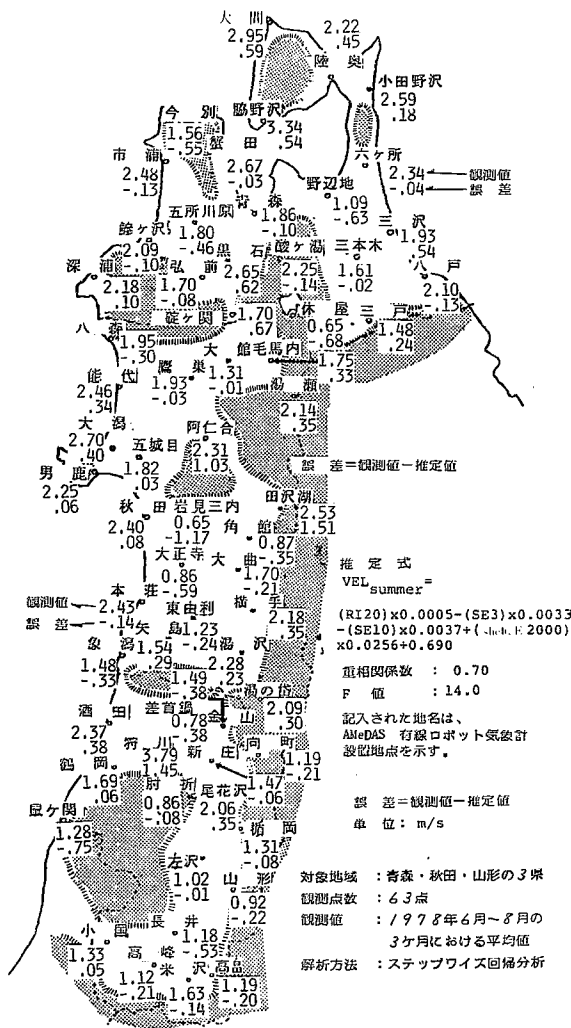 大間
2.95
.59
2.22
.45
陸奥
小田野沢
2.59
.18
今別
1.56
-.55
蟹田
2.67
-.03
脇野沢
3.34
.54
六ヶ所
2.34 ← 観測値
-.04 ← 誤差
市浦
2.48
-.13
野辺地
1.09
-.63
五所川原
1.80
-.46
青森
1.86
-.10
三沢
1.93
.54
鰺ヶ沢
2.09
-.10
黒石
2.65
.62
酸ヶ湯
2.25
-.14
三本木
1.61
-.02
八戸
2.10
-.13
深浦
2.18
.10
弘前
1.70
-.08
碇ヶ関
1.70
.67
休屋
0.65
-.68
三戸
1.48
.24
八森
1.95
-.30
鷹巣
1.93
-.03
大館
1.31
-.01
毛馬内
1.75
.33
能代
2.46
.34
湯瀬
2.14
.35
大潟
2.70
.40
阿仁合
2.31
1.03
五城目
1.82
.03
男鹿
2.25
.06
誤差=観測値-推定値
秋田
2.40
.08
岩見三内
0.65
-1.17
田沢湖
2.53
1.51
角館
0.87
-.35
大正寺
0.86
-.59
大曲
1.70
-.21
本荘
観測値 → 2.43
誤差 → -.14
東由利
1.23
-.24
横手
2.18
.35
矢島
1.54
.29
象潟
1.48
-.33
湯沢
2.28
.23
1.49
-.38
湯の岱
2.09
.30
推定式
VELsummer=
(RI20)x0.0005-(SE3)x0.0033
-(SE10)x0.0037+(shelt.E 2000)
x0.0256+0.690
重相関係数 : 0.70
F 値 : 14.0
記入された地名は、
AMeDAS 有線ロボット気象計
設置地点を示す。
酒田
2.37
.38
差首鍋
0.78
-.38
金山
狩川
3.79
1.45
新庄
1.47
-.06
向町
1.19
-.21
鶴岡
1.69
.06
肘折
0.86
-.08
尾花沢
2.06
.35
楯岡
1.31
-.08
誤差=観測値-推定値
単位: m/s
鼠ヶ関
1.28
-.75
左沢
1.02
-.01
山形
0.92
-.22
対象地域 :青森・秋田・山形の3県
観測点数 :63点
観測値 :1978年6月~8月の
3ヶ月における平均値
解析方法 :ステップワイズ回帰分析
小国
1.33
.05
長井
1.18
-.53
高峰
1.12
-.21
米沢
1.63
-.14
高畠
1.19
-.20